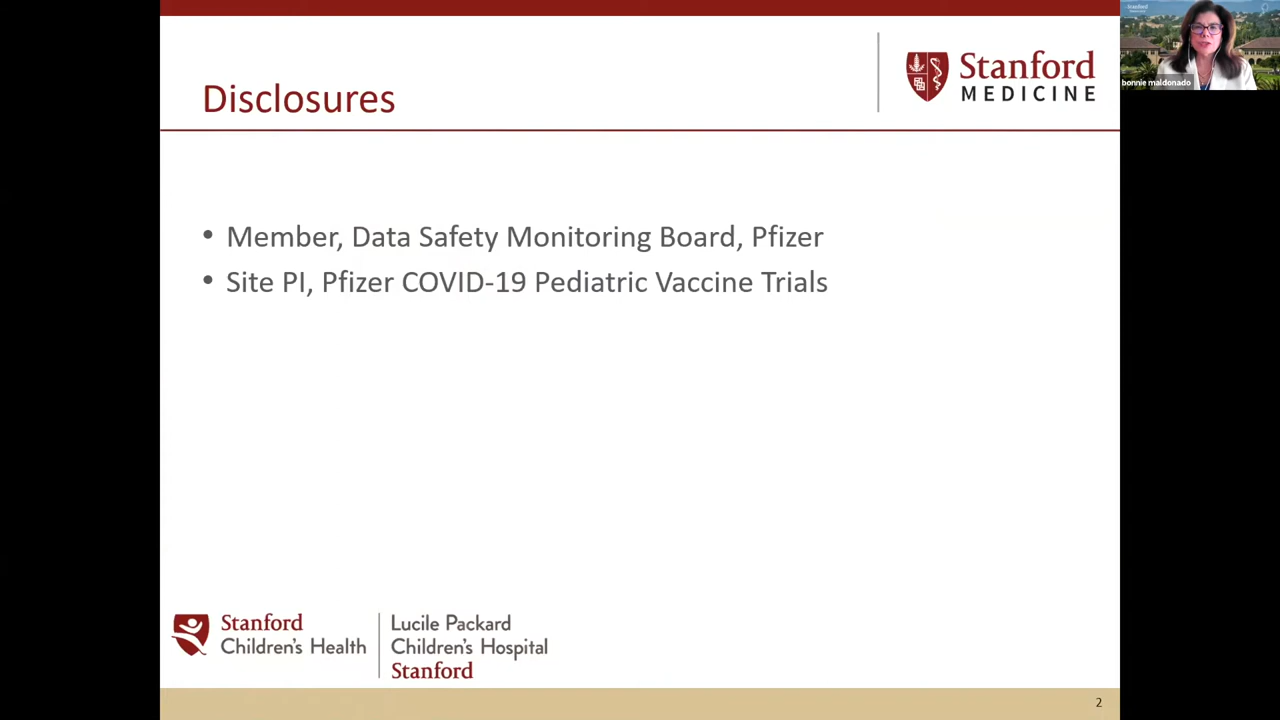 Disclosures
Stanford
MEDICINE
Stanford
bonnie maldonado
• Member, Data Safety Monitoring Board, Pfizer
• Site PI, Pfizer COVID-19 Pediatric Vaccine Trials
Stanford
Children's Health
Lucile Packard
Children's Hospital
Stanford
2